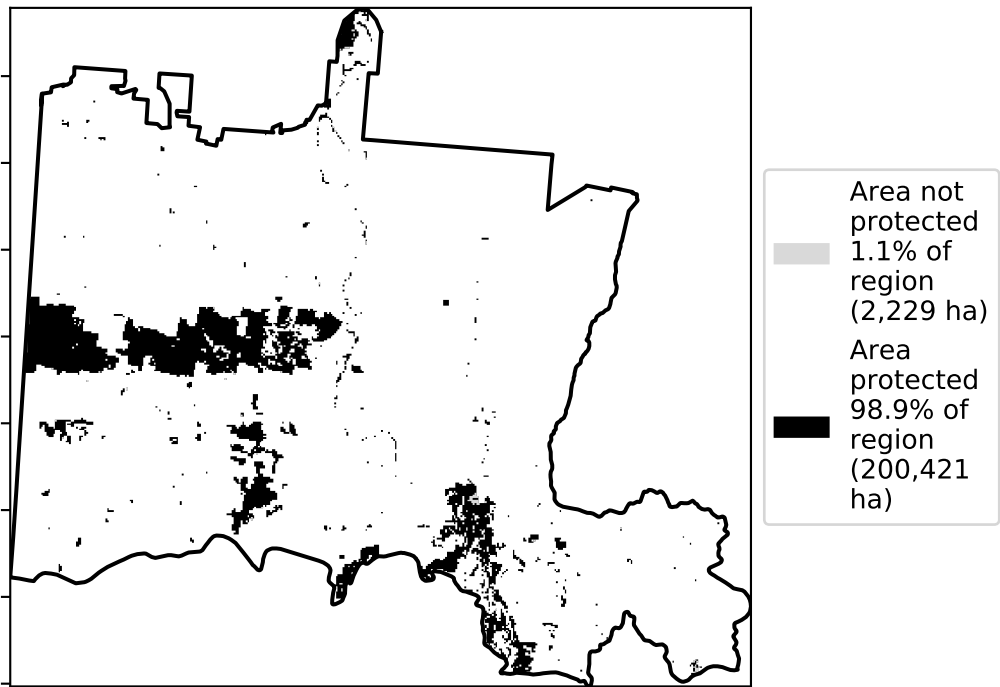 Area not
protected
1.1% of
region
(2,229 ha)
Area
protected
98.9% of
region
(200,421
ha)